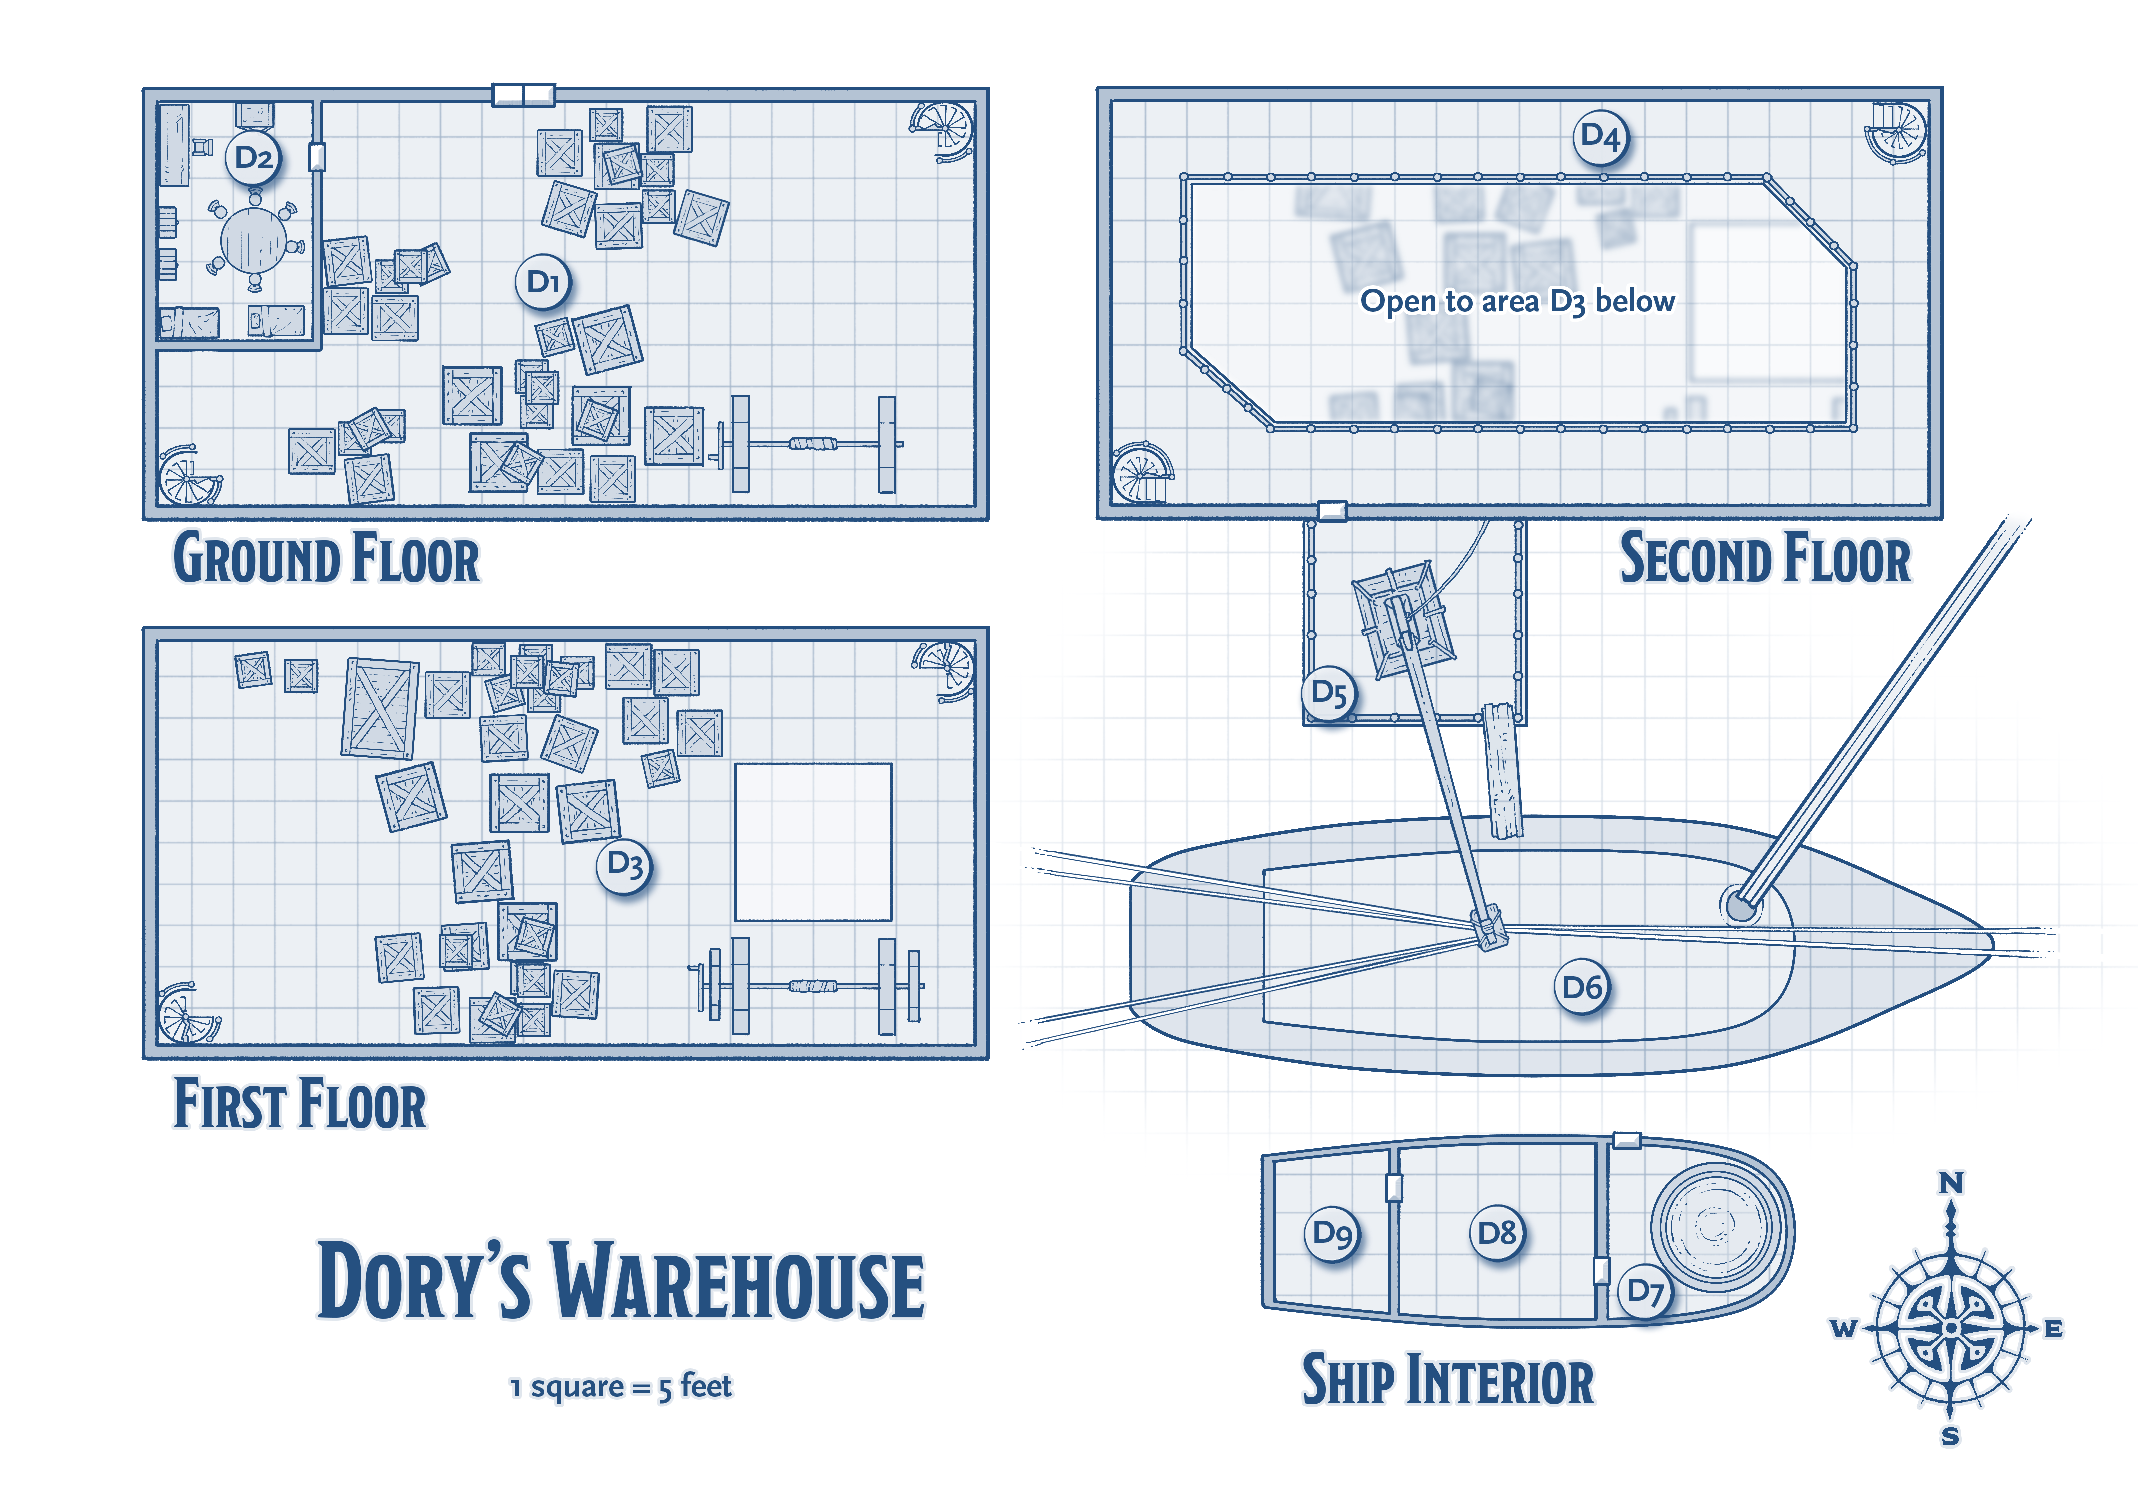 D2
D1
Ground Floor
D4
Open to area D3 below
Second Floor
D5
D3
First Floor
D6
D9
D8
D7
Ship Interior
Dory's Warehouse
1 square = 5 feet
N
W E
S